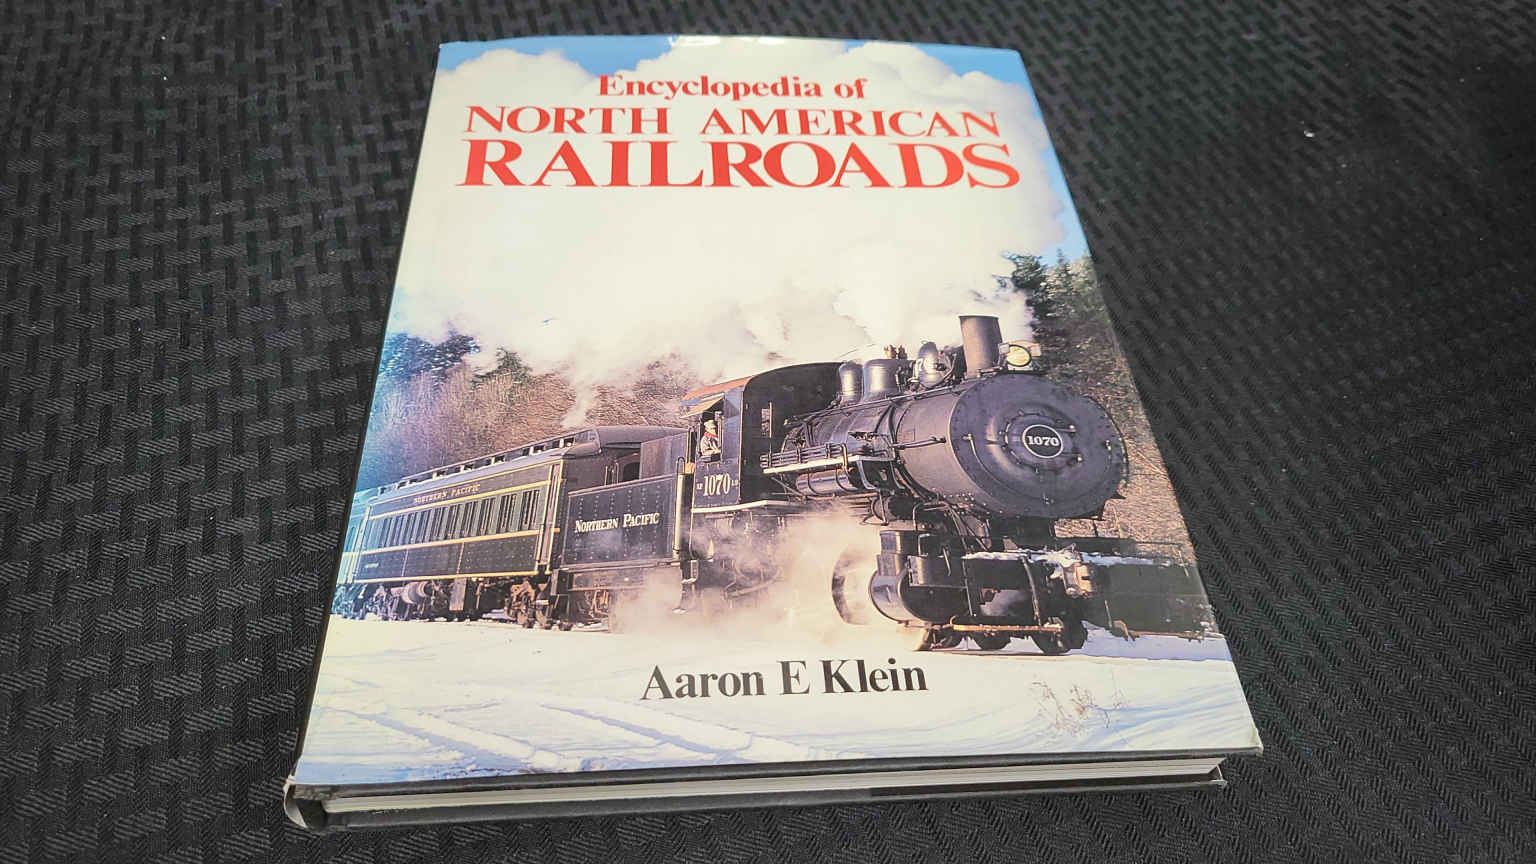 Encyclopedia of
NORTH AMERICAN
RAILROADS
1070
NORTHERN PACIFIC
1070
NORTHERN PACIFIC
Aaron E Klein